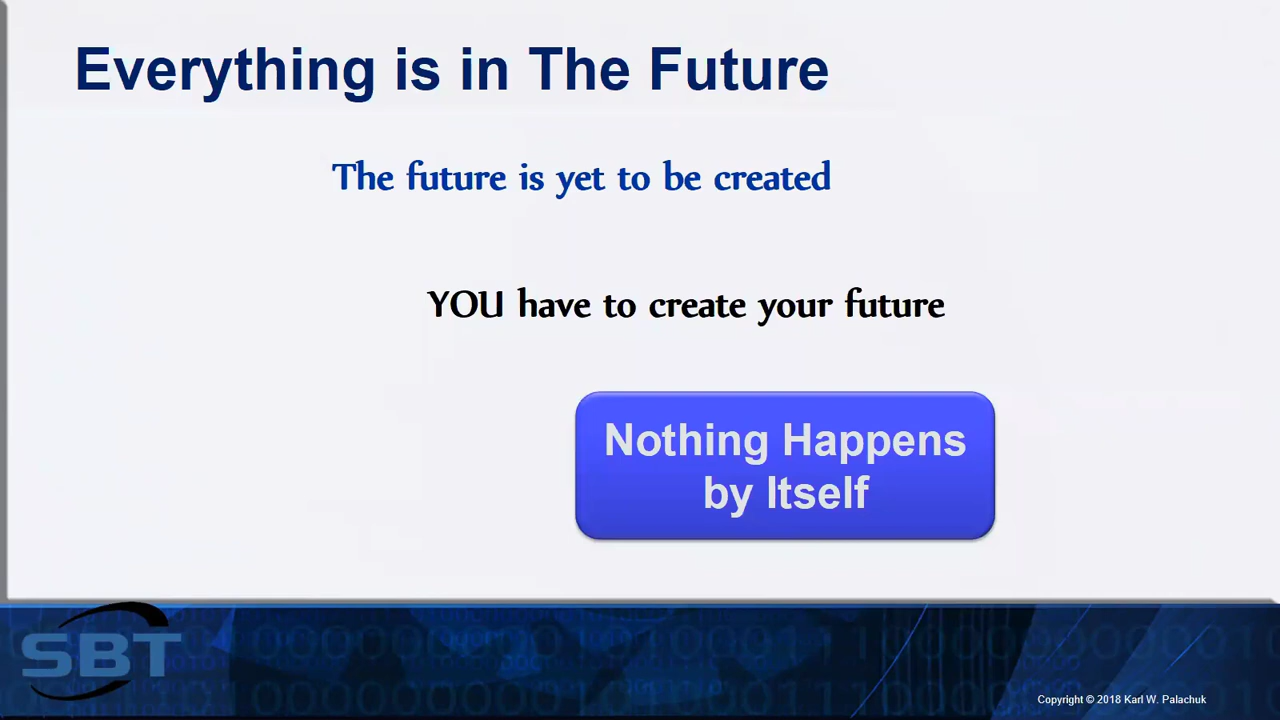 Everything is in The Future
The future is yet to be created
YOU have to create your future
Nothing Happens
by Itself
SBT
Copyright © 2018 Karl W. Palachuk